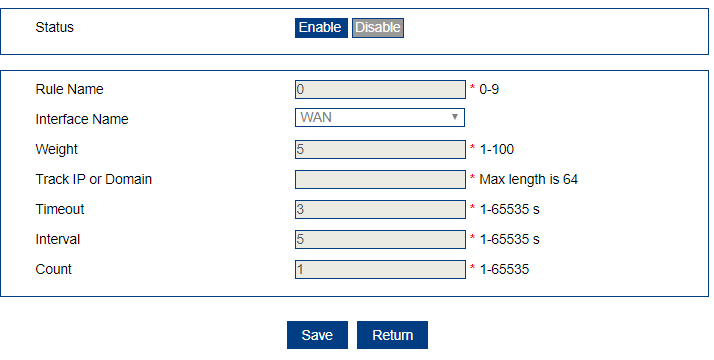 Status Enable Disable
Rule Name 0 * 0-9
Interface Name WAN
Weight 5 * 1-100
Track IP or Domain * Max length is 64
Timeout 3 * 1-65535 s
Interval 5 * 1-65535 s
Count 1 * 1-65535
Save Return